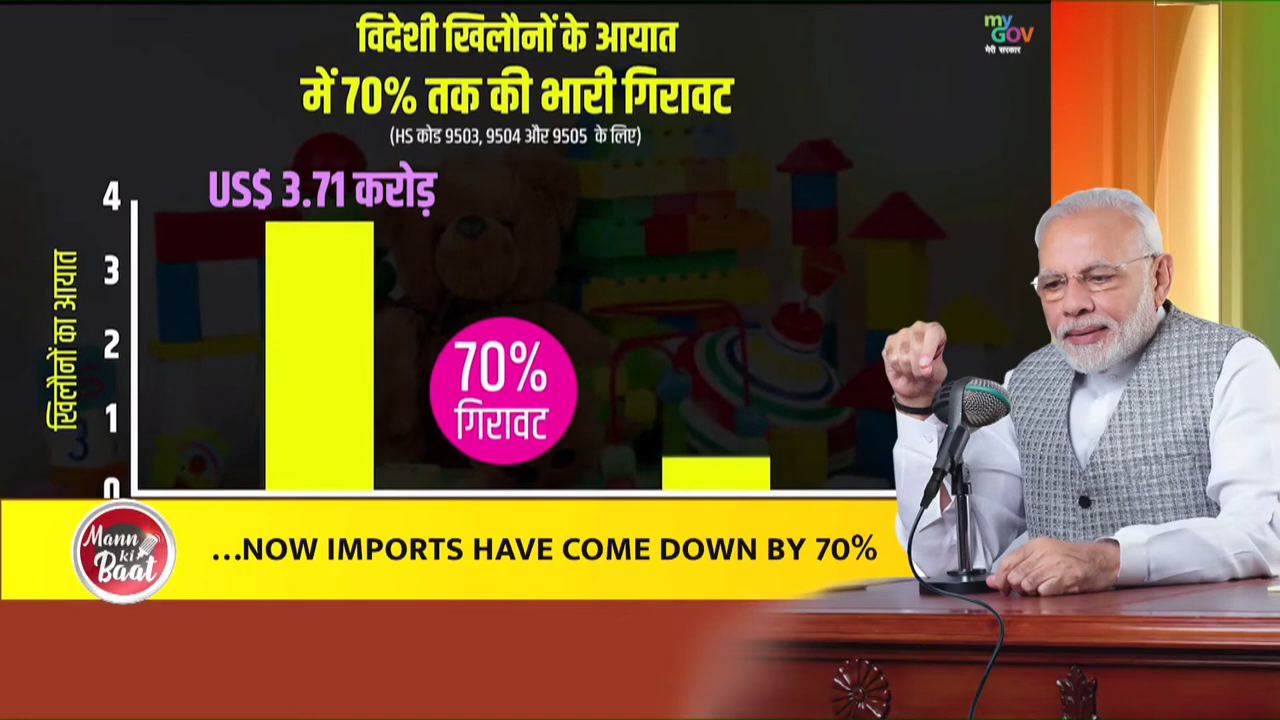 विदेशी खिलौनों के आयात
में 70% तक की भारी गिरावट
(HS कोड 9503, 9504 और 9505 के लिए)
my
GOV
मेरी सरकार
US$ 3.71 करोड़
खिलौनों का आयात
4
3
2
1
0
70%
गिरावट
Mann
ki
Baat
...NOW IMPORTS HAVE COME DOWN BY 70%